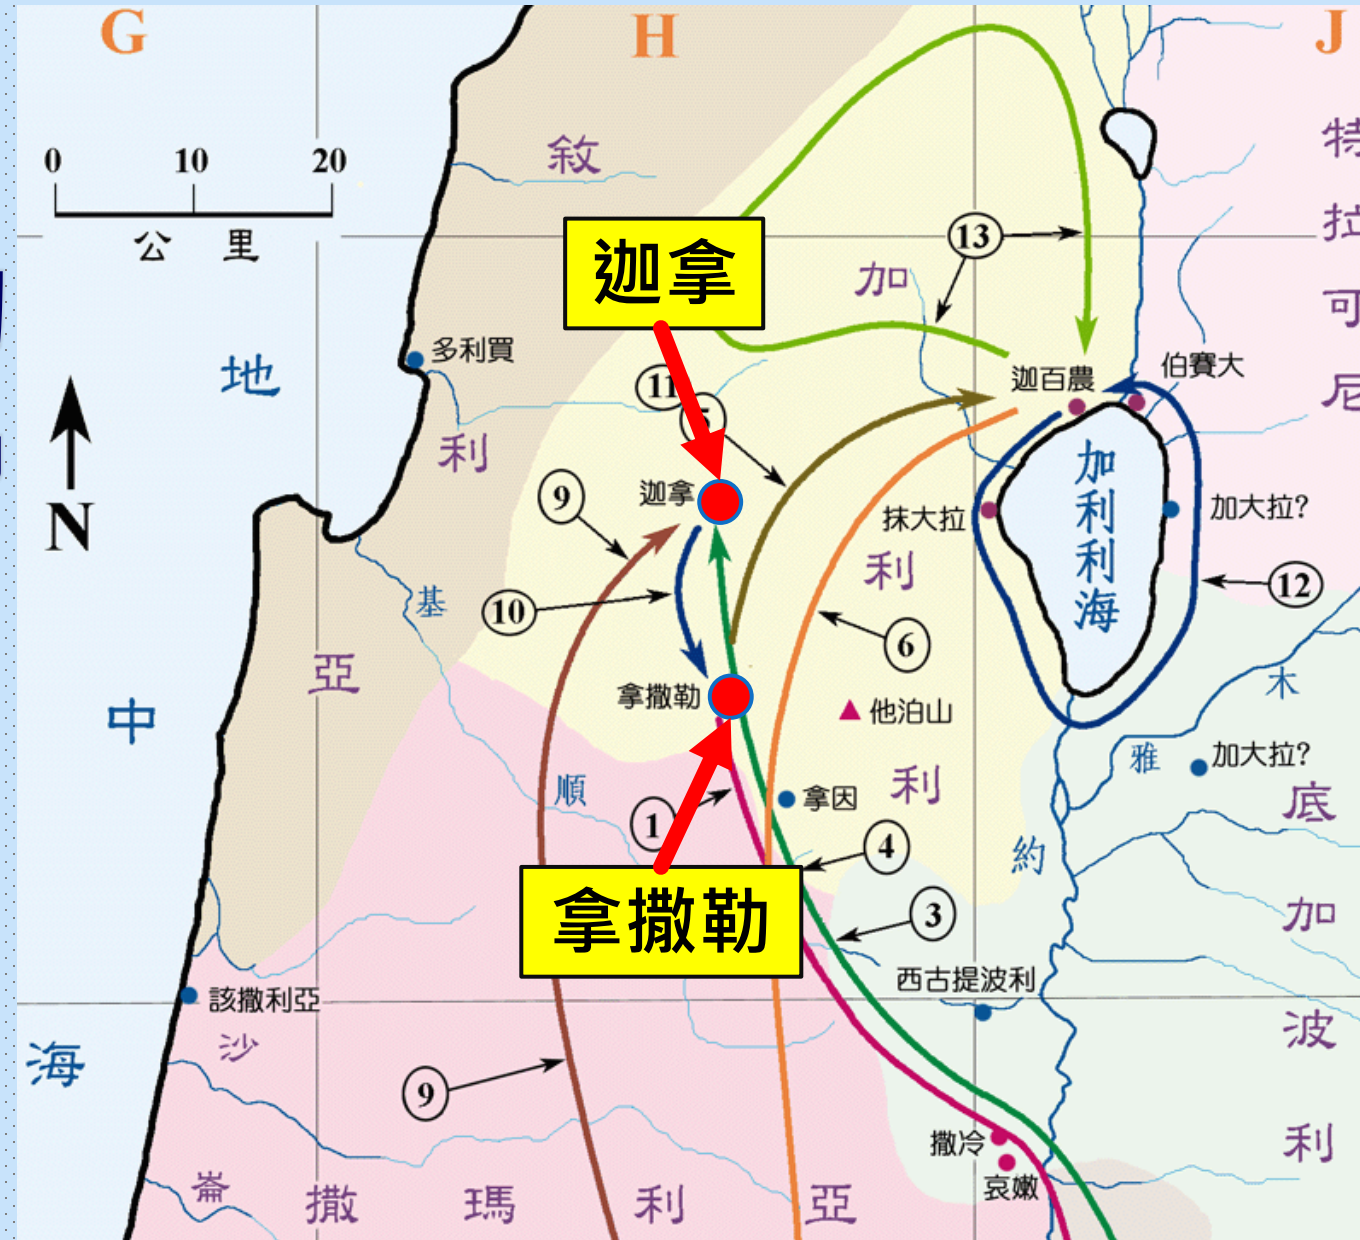 G
H
J
0 10 20
公里
N
敘利亞
地中海
加利利
特拉可尼
底加波利
撒瑪利亞
沙崙
迦拿
拿撒勒
13
11
5
9
10
6
12
1
4
3
9
多利買
迦百農
伯賽大
迦拿
抹大拉
加利利海
加大拉?
基順
拿撒勒
他泊山
木
雅
約
加大拉?
拿因
西古提波利
該撒利亞
撒冷
哀嫩